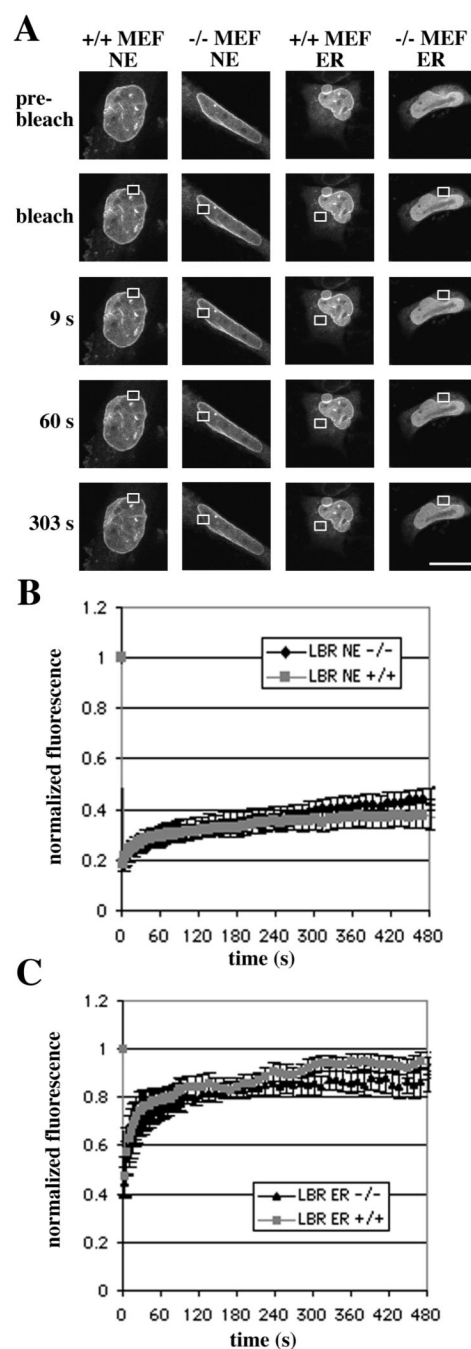 A
+/+ MEF NE
-/- MEF NE
+/+ MEF ER
-/- MEF ER
pre-bleach
bleach
9 s
60 s
303 s
B
normalized fluorescence
1.2
1
0.8
0.6
0.4
0.2
0
LBR NE -/-
LBR NE +/+
0 60 120 180 240 300 360 420 480
time (s)
C
normalized fluorescence
1.2
1
0.8
0.6
0.4
0.2
0
LBR ER -/-
LBR ER +/+
0 60 120 180 240 300 360 420 480
time (s)